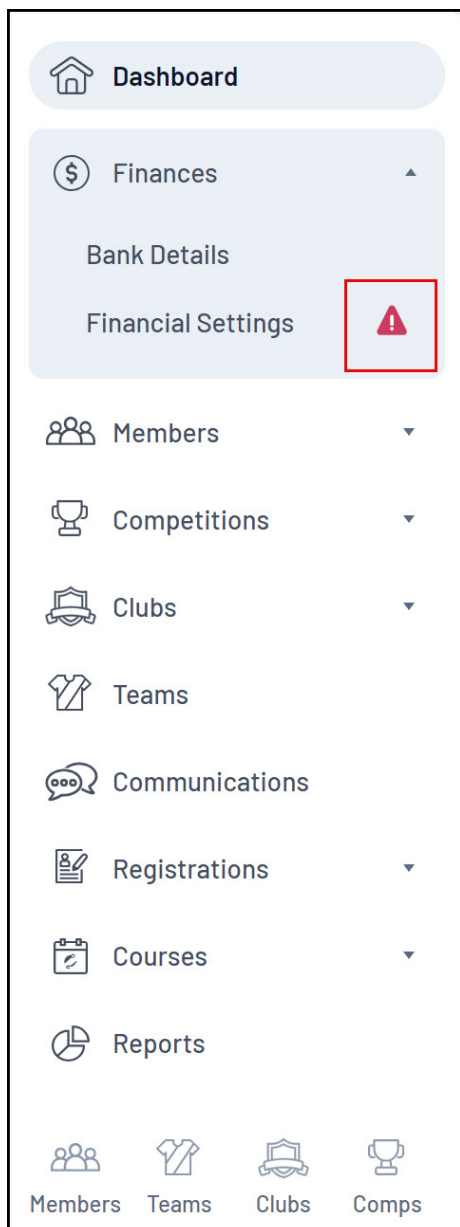 Dashboard
Finances
Bank Details
Financial Settings
Members
Competitions
Clubs
Teams
Communications
Registrations
Courses
Reports
Members Teams Clubs Comps